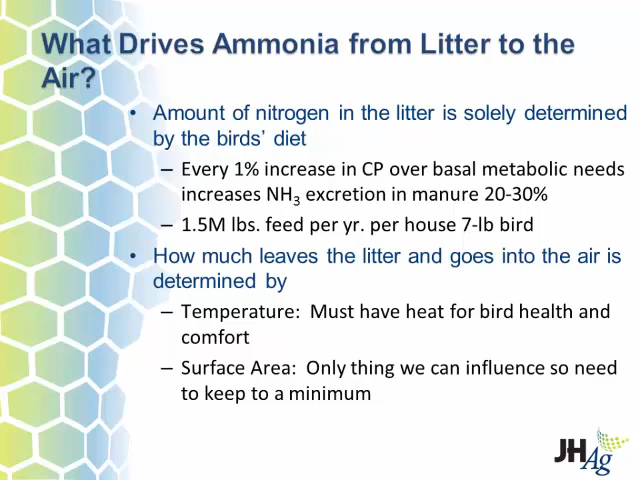 What Drives Ammonia from Litter to the
Air?
• Amount of nitrogen in the litter is solely determined
by the birds’ diet
– Every 1% increase in CP over basal metabolic needs
increases NH₃ excretion in manure 20-30%
– 1.5M lbs. feed per yr. per house 7-lb bird
• How much leaves the litter and goes into the air is
determined by
– Temperature:  Must have heat for bird health and
comfort
– Surface Area:  Only thing we can influence so need
to keep to a minimum
JH
Ag